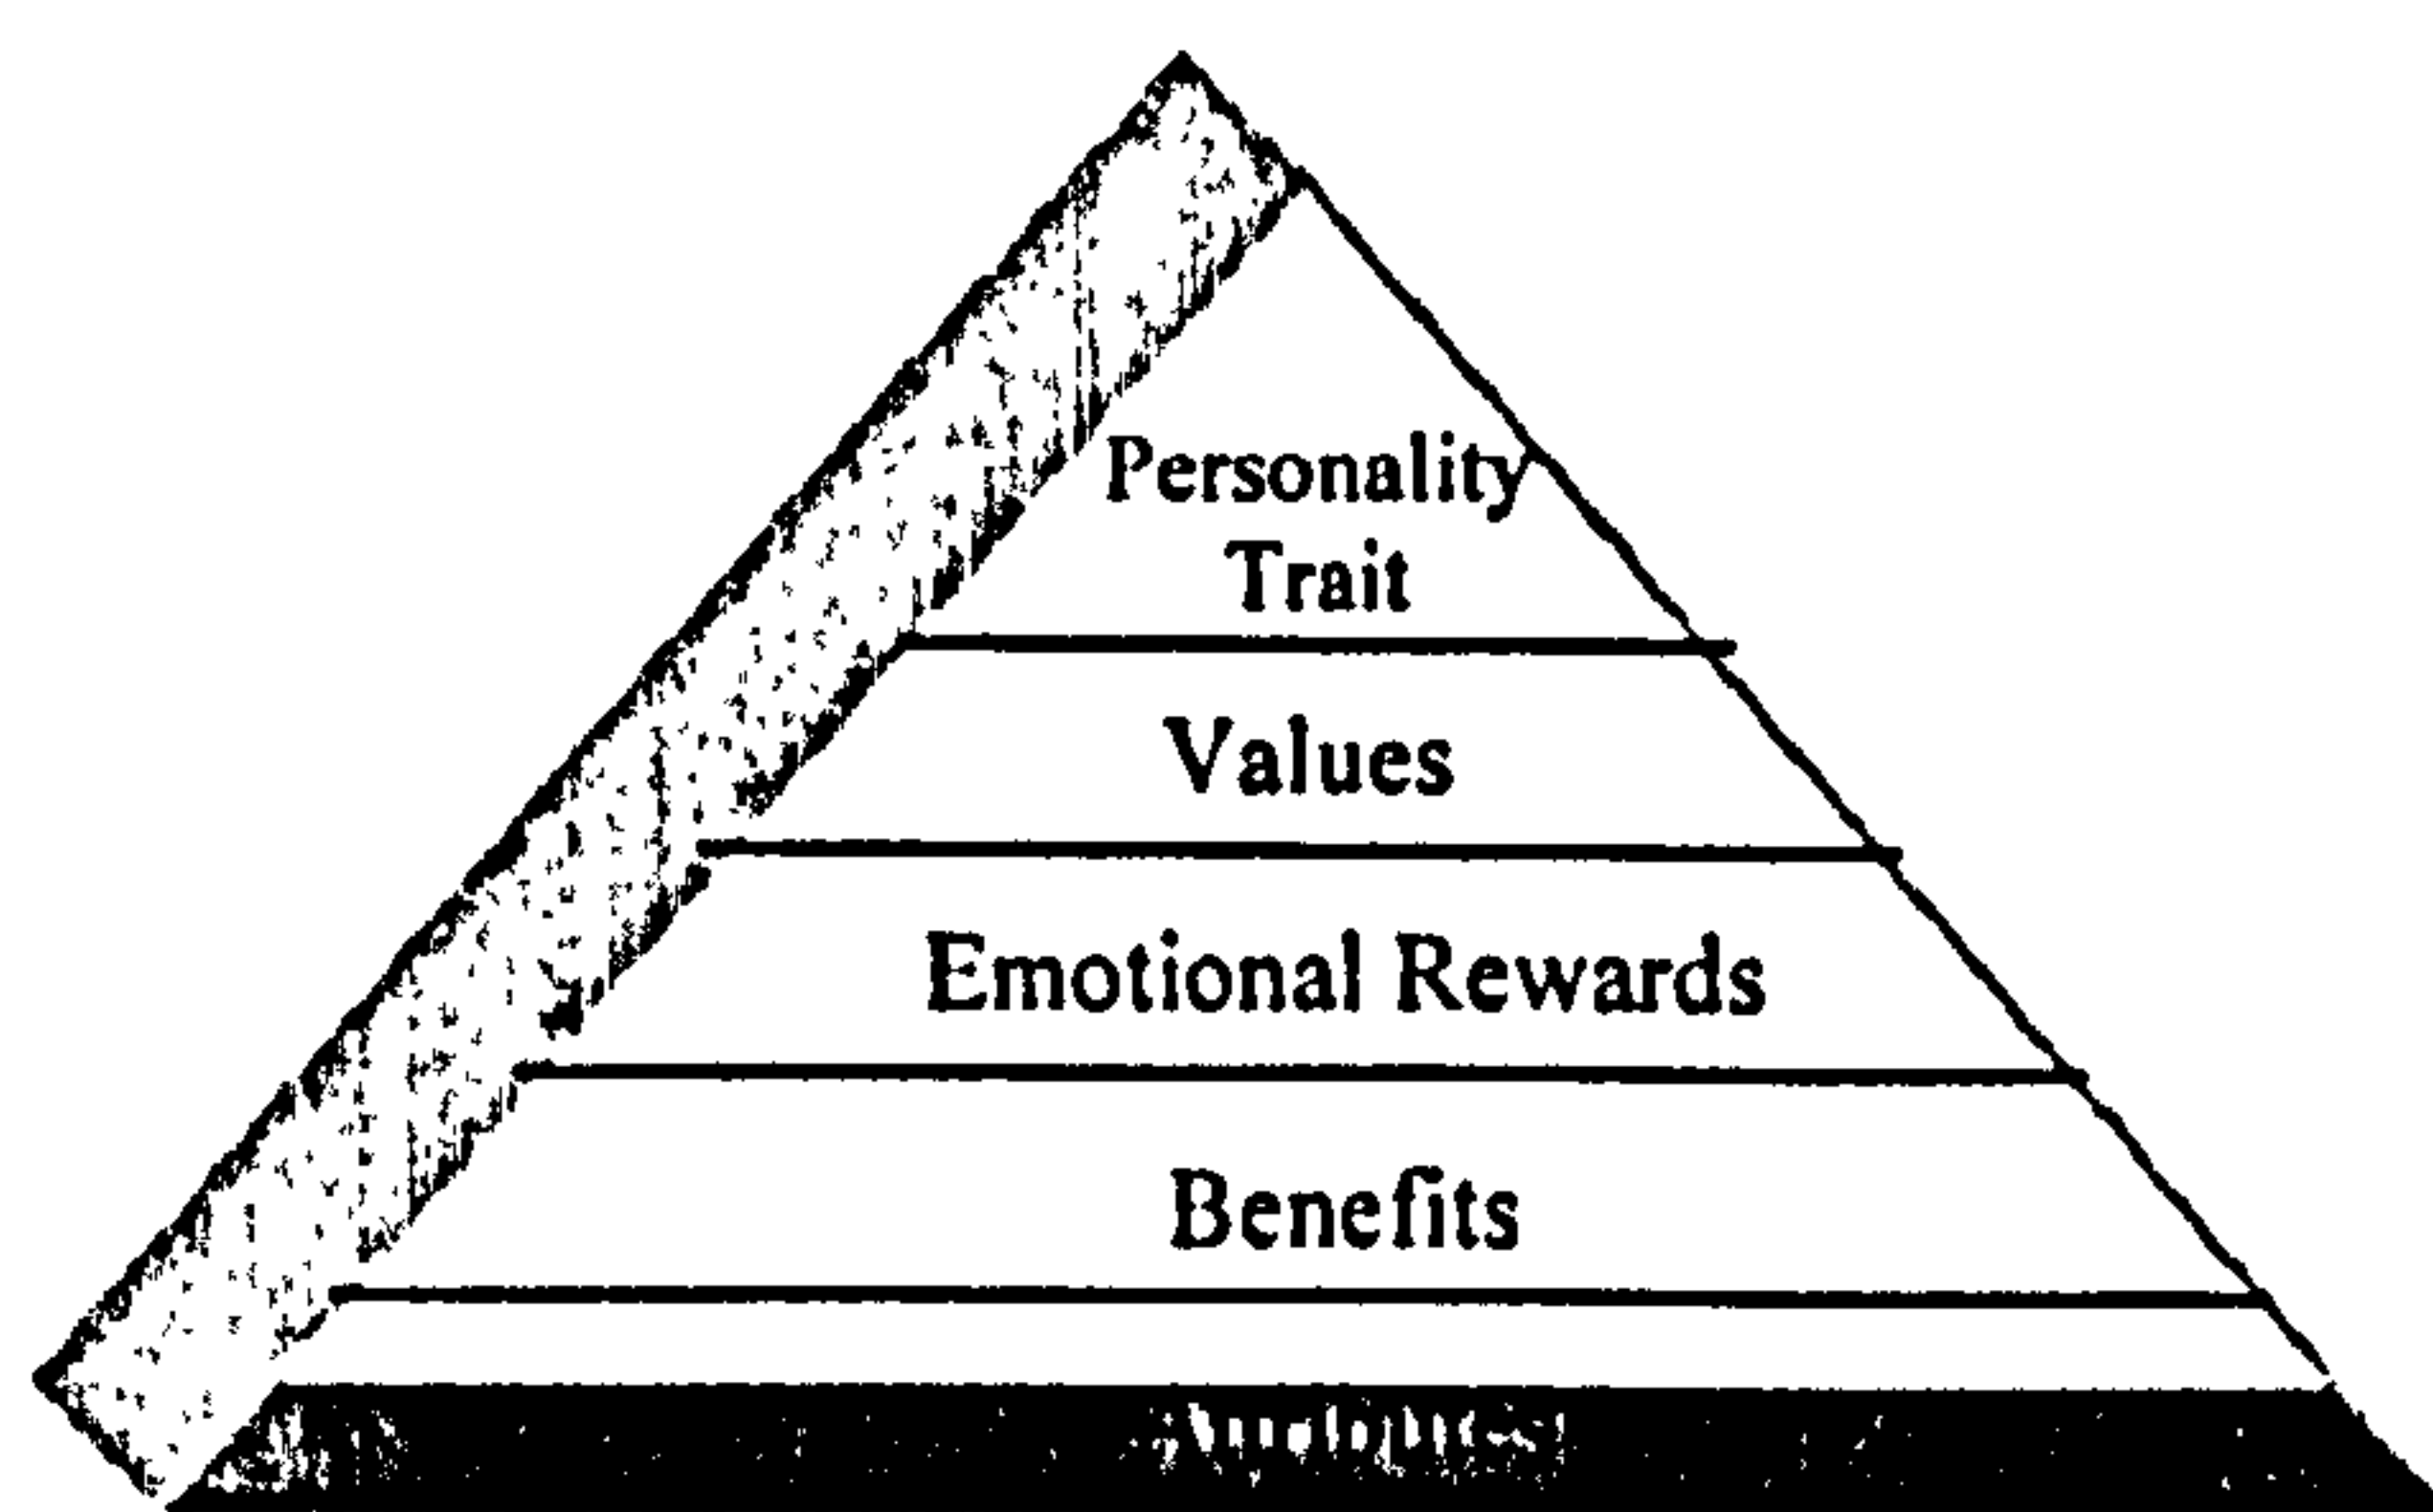 Personality
Trait
Values
Emotional Rewards
Benefits